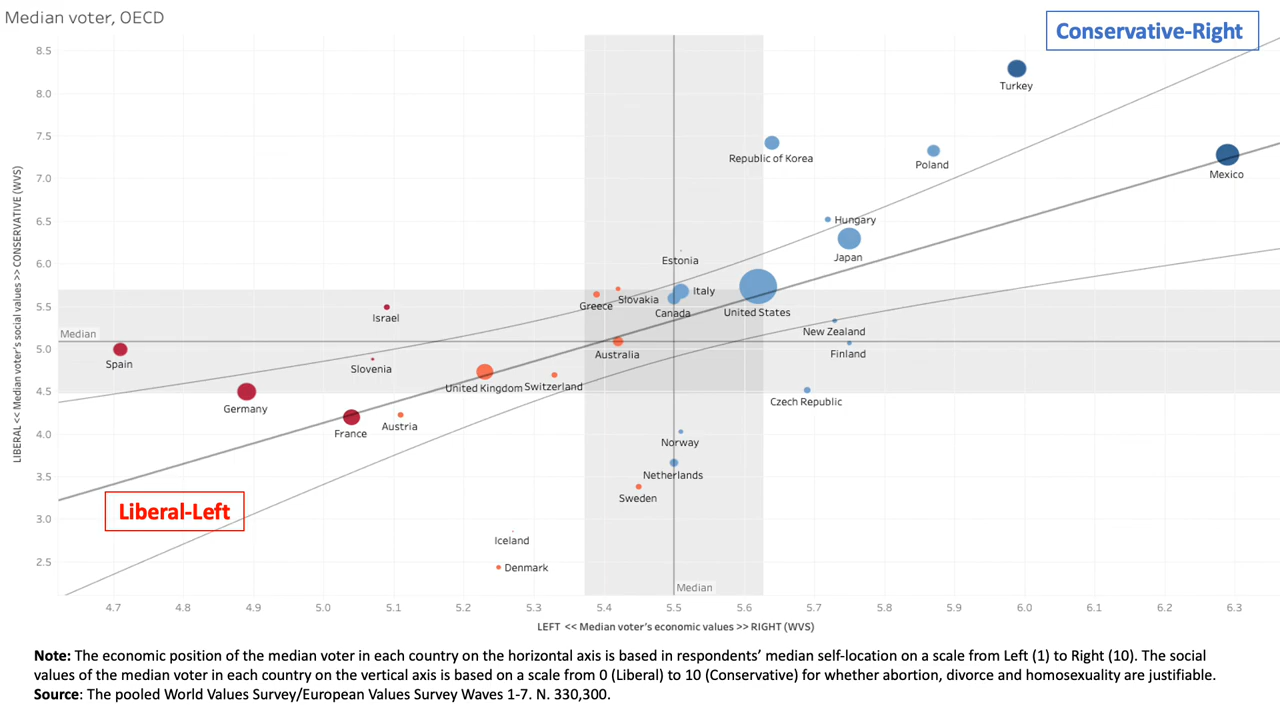 Median voter, OECD
Conservative-Right
8.5
8.0
7.5
7.0
6.5
6.0
5.5
5.0
4.5
4.0
3.5
3.0
2.5
LIBERAL << Median voter's social values >> CONSERVATIVE (WVS)
Turkey
Republic of Korea
Poland
Mexico
Hungary
Japan
Estonia
Italy
Slovakia
Greece
Canada
United States
Israel
New Zealand
Median
Australia
Finland
Spain
Slovenia
United Kingdom
Switzerland
Germany
Czech Republic
France
Austria
Norway
Netherlands
Sweden
Liberal-Left
Iceland
Denmark
Median
4.7 4.8 4.9 5.0 5.1 5.2 5.3 5.4 5.5 5.6 5.7 5.8 5.9 6.0 6.1 6.2 6.3
LEFT << Median voter's economic values >> RIGHT (WVS)
Note: The economic position of the median voter in each country on the horizontal axis is based in respondents' median self-location on a scale from Left (1) to Right (10). The social
values of the median voter in each country on the vertical axis is based on a scale from 0 (Liberal) to 10 (Conservative) for whether abortion, divorce and homosexuality are justifiable.
Source: The pooled World Values Survey/European Values Survey Waves 1-7. N. 330,300.